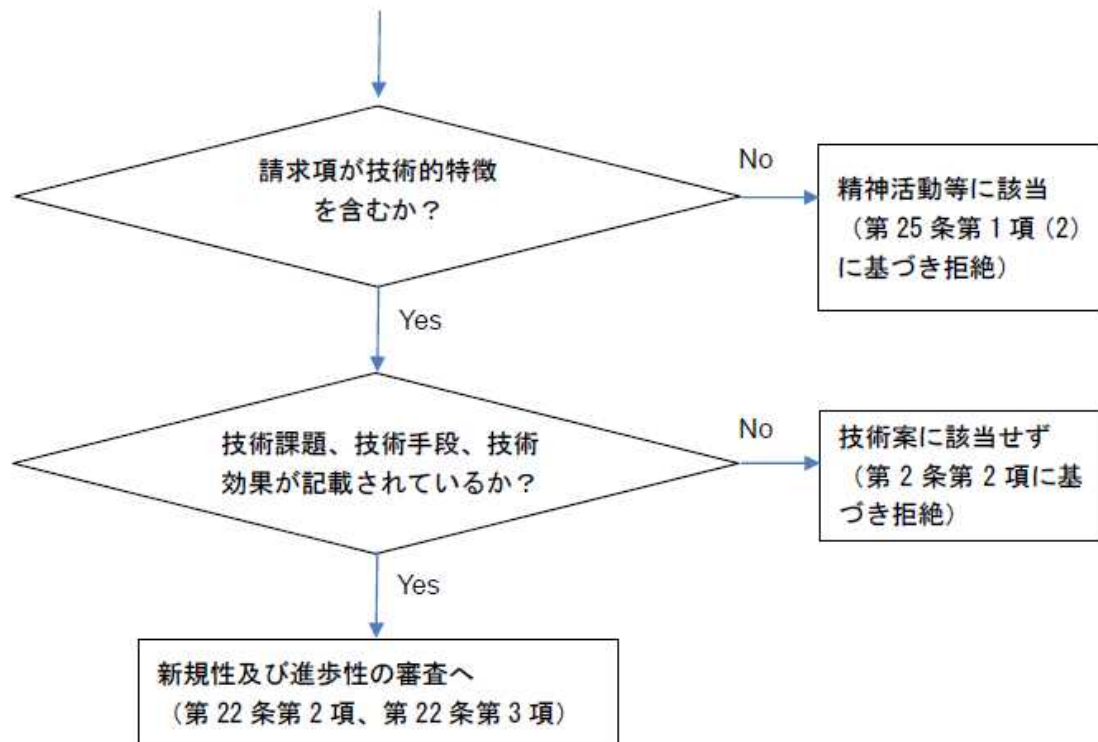 請求項が技術的特徴
を含むか？
No
精神活動等に該当
（第 25 条第 1 項 (2)
に基づき拒絶）
Yes
技術課題、技術手段、技術
効果が記載されているか？
No
技術案に該当せず
（第 2 条第 2 項に基
づき拒絶）
Yes
新規性及び進歩性の審査へ
（第 22 条第 2 項、第 22 条第 3 項）